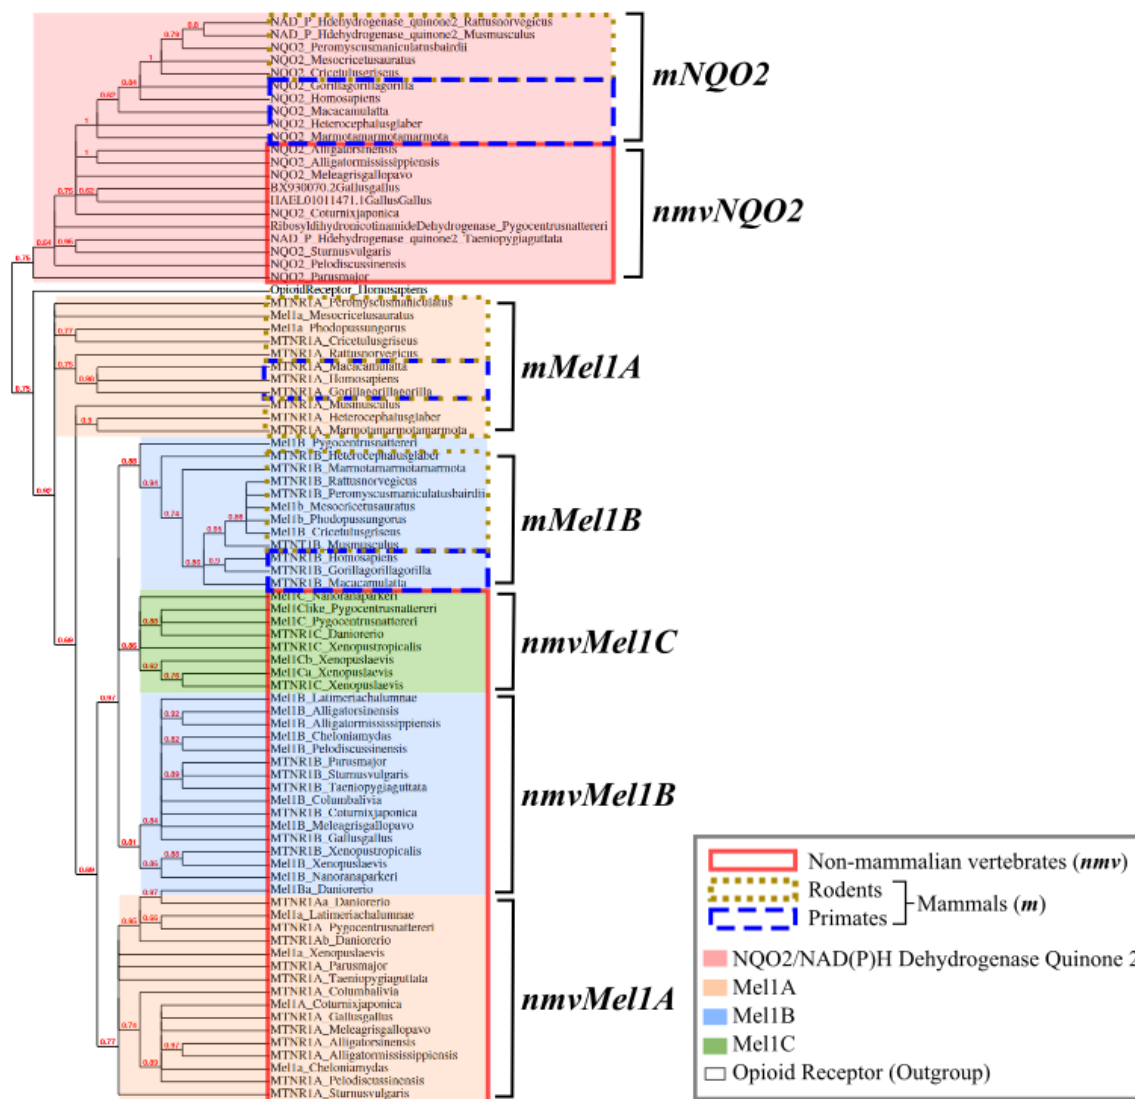 NAD_P_Hdehydrogenase_quinone2_Rattusnorvegicus
NAD_P_Hdehydrogenase_quinone2_Musmusculus
NQO2_Peromyscusmaniculatusbairdii
NQO2_Mesocricetusauratus
NQO2_Cricetulusgriseus
NQO2_Gorillagorillagorilla
NQO2_Homosapiens
NQO2_Macacamulatta
NQO2_Heterocephalusglaber
NQO2_Marmotamarmotamarmota
mNQO2
NQO2_Alligatorsinensis
NQO2_Alligatormississippiensis
NQO2_Meleagrisgallopavo
BX930070.2Gallusgallus
HAEL01011471.1GallusGallus
NQO2_Coturnixjaponica
RibosyldihydronicotinamideDehydrogenase_Pygocentrusnattereri
NAD_P_Hdehydrogenase_quinone2_Taeniopygiaguttata
NQO2_Sturnusvulgaris
NQO2_Pelodiscussinensis
NQO2_Parusmajor
nmvNQO2
OpioidReceptor_Homosapiens
MTNR1A_Peromyscusmaniculatus
Mel1a_Mesocricetusauratus
Mel1a_Phodopussungorus
MTNR1A_Cricetulusgriseus
MTNR1A_Rattusnorvegicus
MTNR1A_Macacamulatta
MTNR1A_Homosapiens
MTNR1A_Gorillagorillagorilla
MTNR1A_Musmusculus
MTNR1A_Heterocephalusglaber
MTNR1A_Marmotamarmotamarmota
mMel1A
Mel1B_Pygocentrusnattereri
MTNR1B_Heterocephalusglaber
MTNR1B_Marmotamarmotamarmota
MTNR1B_Rattusnorvegicus
MTNR1B_Peromyscusmaniculatusbairdii
Mel1b_Mesocricetusauratus
Mel1b_Phodopussungorus
Mel1B_Cricetulusgriseus
MTNT1B_Musmusculus
MTNR1B_Homosapiens
MTNR1B_Gorillagorillagorilla
MTNR1B_Macacamulatta
mMel1B
Mel1C_Nanoranaparkeri
Mel1Clike_Pygocentrusnattereri
Mel1C_Pygocentrusnattereri
MTNR1C_Daniorerio
MTNR1C_Xenopustropicalis
Mel1Cb_Xenopuslaevis
Mel1Ca_Xenopuslaevis
MTNR1C_Xenopuslaevis
nmvMel1C
Mel1B_Latimeriachalumnae
Mel1B_Alligatorsinensis
Mel1B_Alligatormississippiensis
Mel1B_Cheloniamydas
Mel1B_Pelodiscussinensis
MTNR1B_Parusmajor
MTNR1B_Sturnusvulgaris
MTNR1B_Taeniopygiaguttata
Mel1B_Columbalivia
MTNR1B_Coturnixjaponica
Mel1B_Meleagrisgallopavo
MTNR1B_Gallusgallus
MTNR1B_Xenopustropicalis
Mel1B_Xenopuslaevis
Mel1B_Nanoranaparkeri
Mel1Ba_Daniorerio
nmvMel1B
MTNR1Aa_Daniorerio
Mel1a_Latimeriachalumnae
MTNR1A_Pygocentrusnattereri
MTNR1Ab_Daniorerio
Mel1a_Xenopuslaevis
MTNR1A_Parusmajor
MTNR1A_Taeniopygiaguttata
MTNR1A_Columbalivia
Mel1A_Coturnixjaponica
MTNR1A_Gallusgallus
MTNR1A_Meleagrisgallopavo
MTNR1A_Alligatorsinensis
MTNR1A_Alligatormississippiensis
Mel1a_Cheloniamydas
MTNR1A_Pelodiscussinensis
MTNR1A_Sturnusvulgaris
nmvMel1A
Non-mammalian vertebrates (nmv)
Rodents
Primates
Mammals (m)
NQO2/NAD(P)H Dehydrogenase Quinone 2
Mel1A
Mel1B
Mel1C
Opioid Receptor (Outgroup)